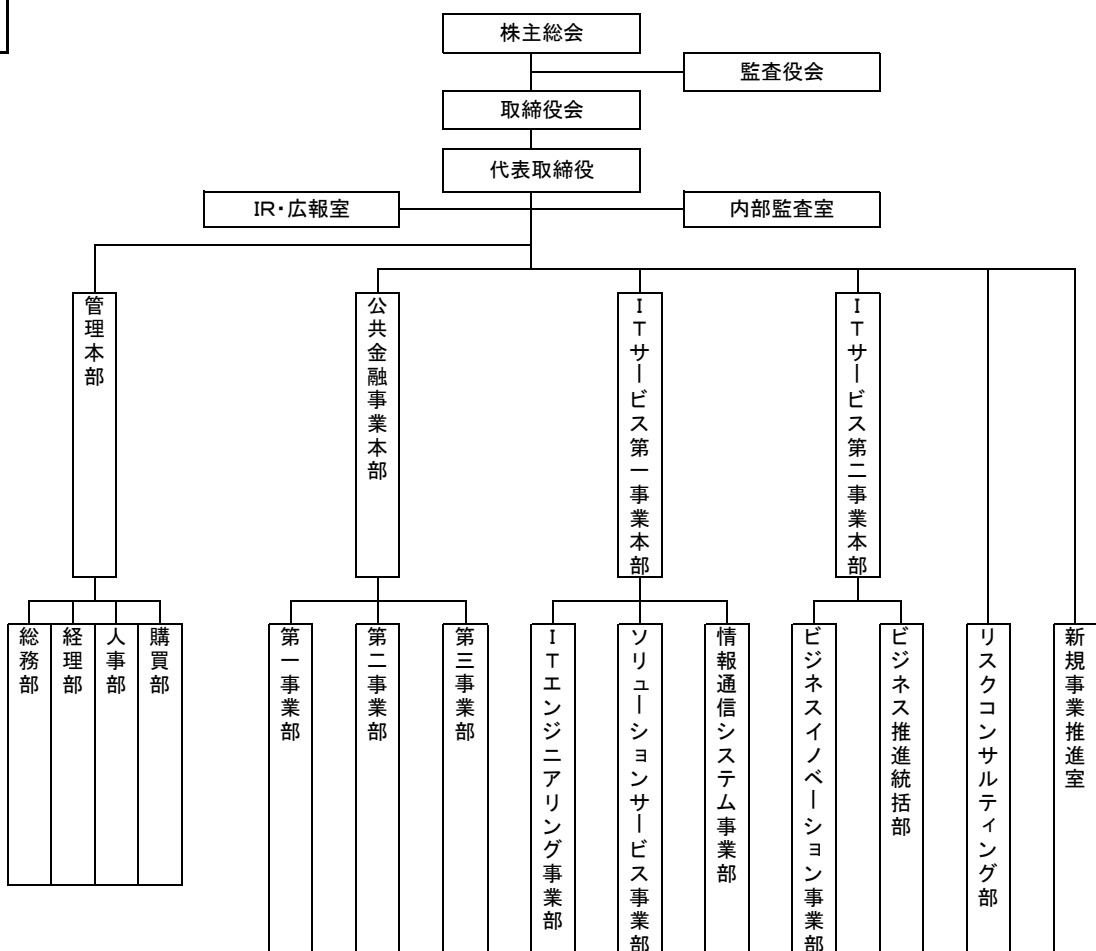 株主総会
監査役会
取締役会
代表取締役
IR・広報室
内部監査室
管理本部
公共金融事業本部
ITサービス第一事業本部
ITサービス第二事業本部
総務部
経理部
人事部
購買部
第一事業部
第二事業部
第三事業部
ITエンジニアリング事業部
ソリューションサービス事業部
情報通信システム事業部
ビジネスイノベーション事業部
ビジネス推進統括部
リスクコンサルティング部
新規事業推進室